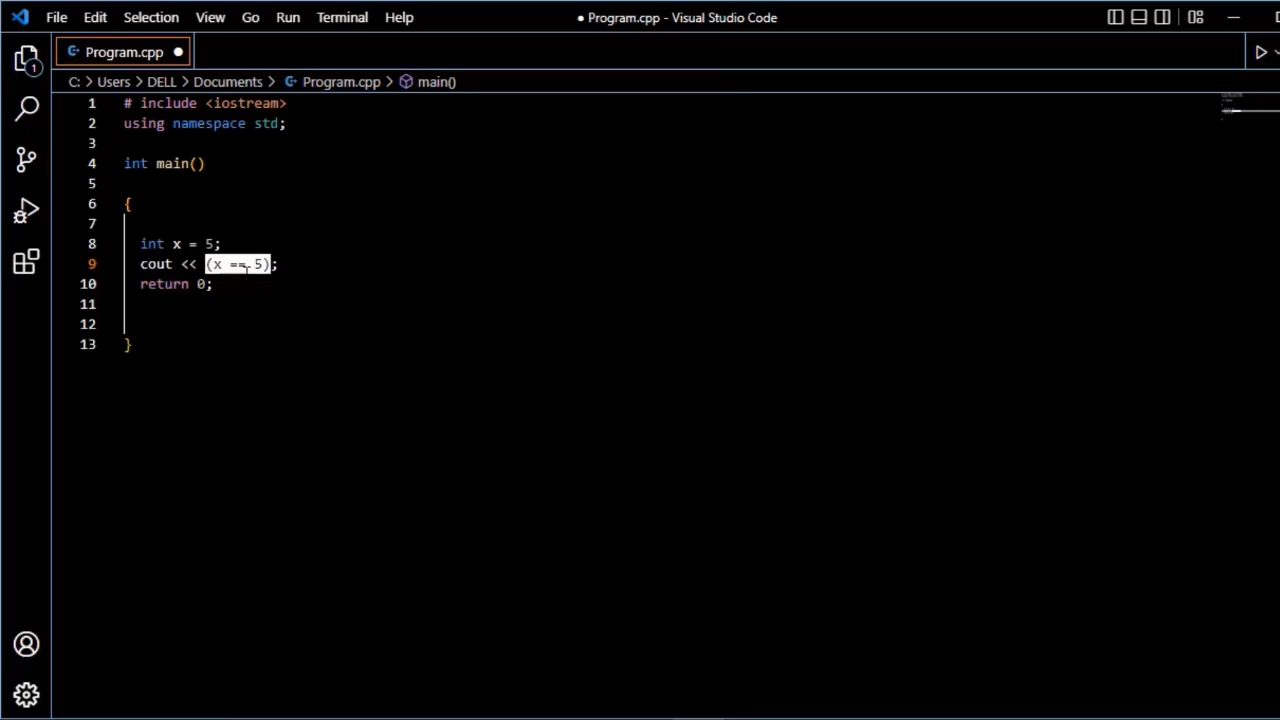 File Edit Selection View Go Run Terminal Help
● Program.cpp - Visual Studio Code
1
Program.cpp ●
C: > Users > DELL > Documents > Program.cpp > main()
1 # include <iostream>
2 using namespace std;
3
4 int main()
5
6 {
7
8 int x = 5;
9 cout << (x == 5);
10 return 0;
11
12
13 }